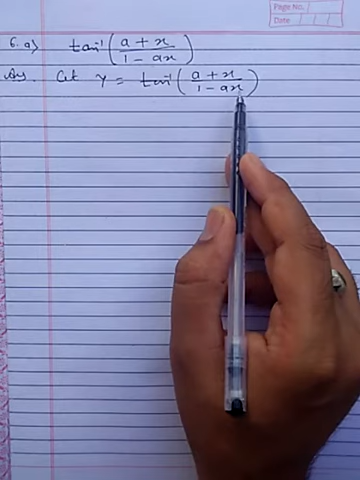 Page No.
Date
6. a) tan⁻¹ (a + x / 1 - ax)
Ans. Let Y = tan⁻¹ (a + x / 1 - ax)